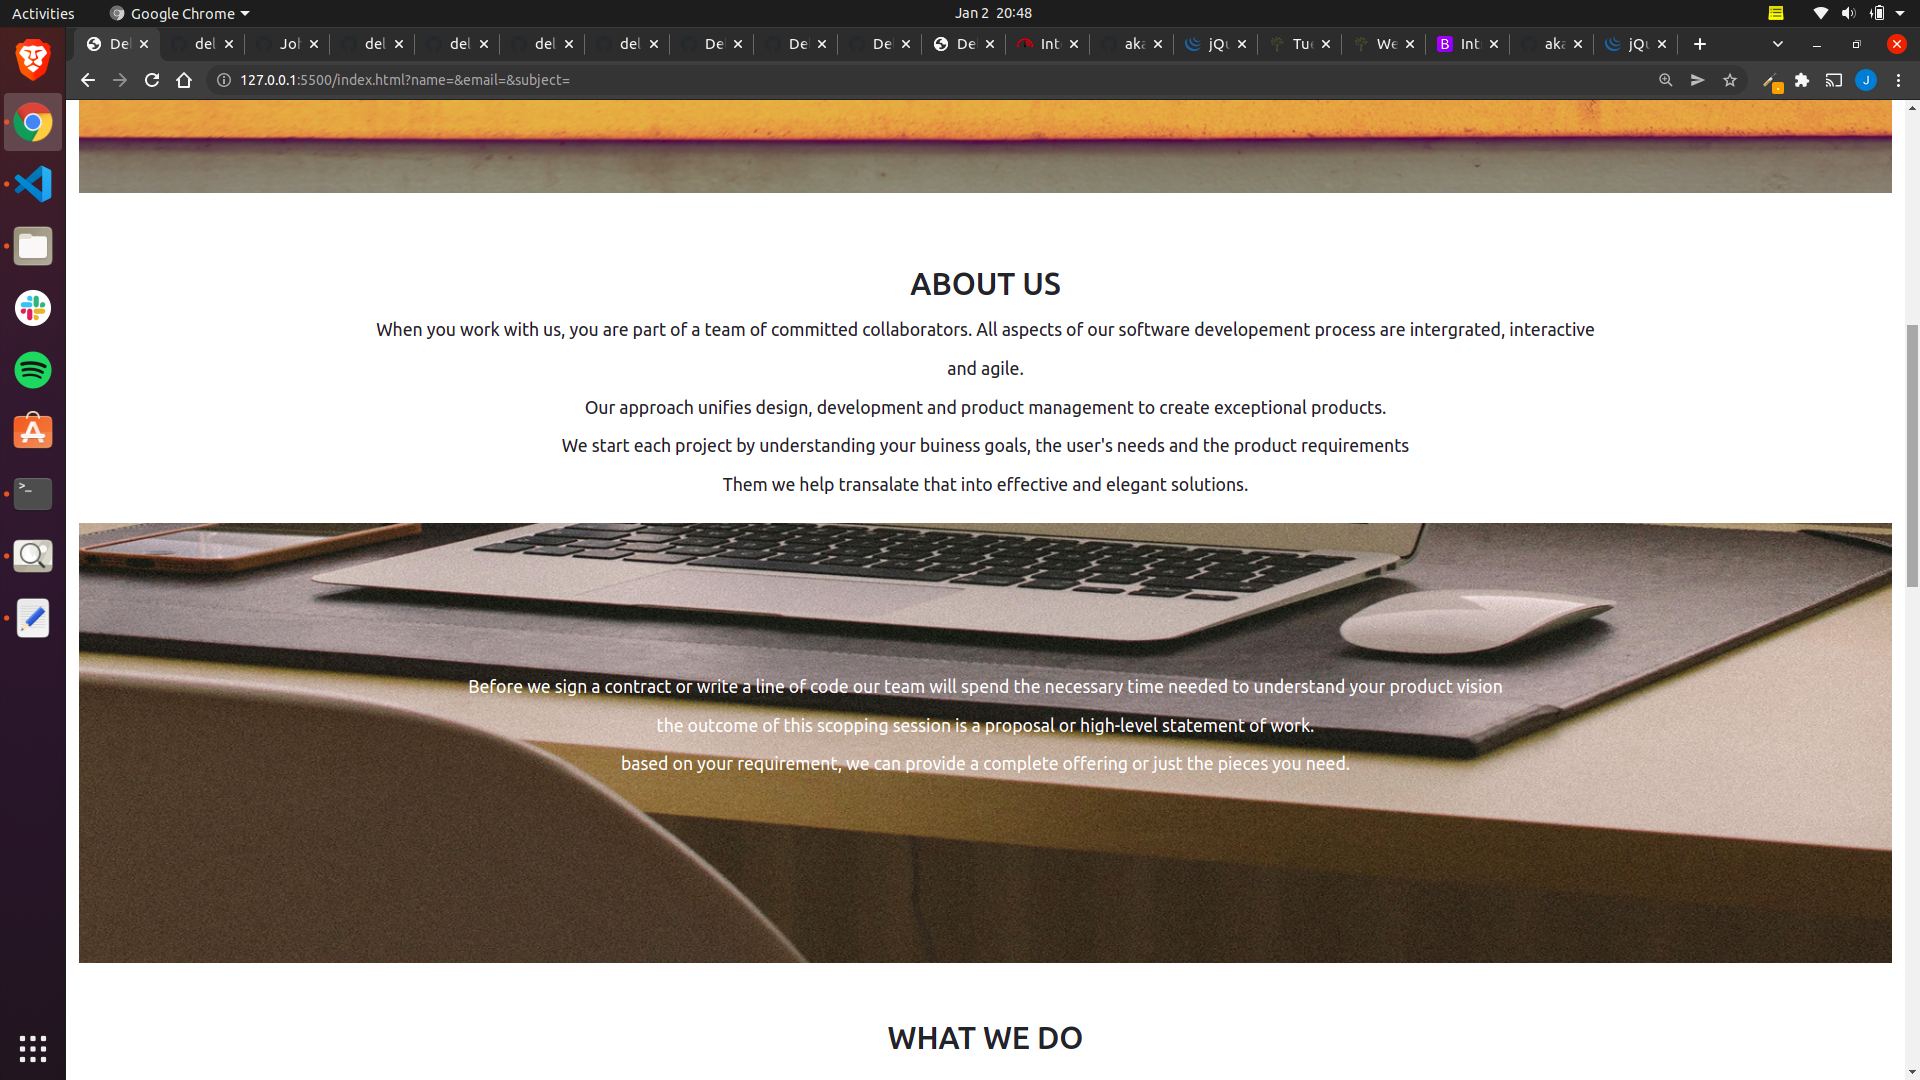 Activities
Google Chrome
Jan 2 20:48
Del
del
Joh
del
del
del
del
Del
Del
Del
Del
Int
aka
jQu
Tue
We
Int
aka
jQu
127.0.0.1:5500/index.html?name=&email=&subject=
J
ABOUT US
When you work with us, you are part of a team of committed collaborators. All aspects of our software developement process are intergrated, interactive
and agile.
Our approach unifies design, development and product management to create exceptional products.
We start each project by understanding your buiness goals, the user's needs and the product requirements
Them we help transalate that into effective and elegant solutions.
Before we sign a contract or write a line of code our team will spend the necessary time needed to understand your product vision
the outcome of this scopping session is a proposal or high-level statement of work.
based on your requirement, we can provide a complete offering or just the pieces you need.
WHAT WE DO